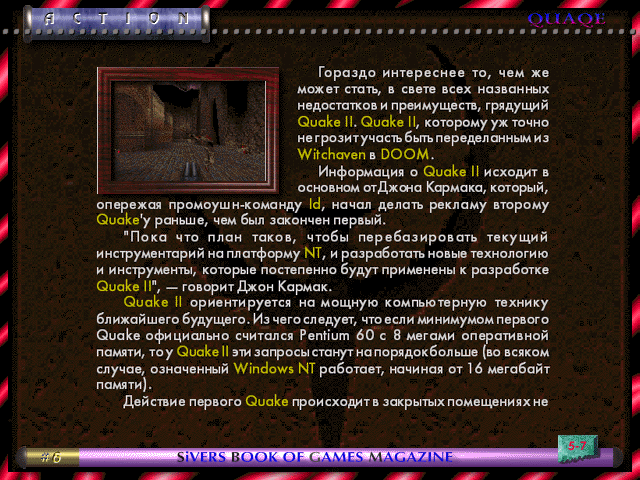 ACTION
QUAQE
Гораздо интереснее то, чем же
может стать, в свете всех названных
недостатков и преимуществ, грядущий
Quake II. Quake II, которому уж точно
не грозит участь быть переделанным из
Witchaven в DOOM.
Информация о Quake II исходит в
основном от Джона Кармака, который,
опережая промоушн-команду Id, начал делать рекламу второму
Quake'у раньше, чем был закончен первый.
"Пока что план таков, чтобы перебазировать текущий
инструментарий на платформу NT, и разработать новые технологию
и инструменты, которые постепенно будут применены к разработке
Quake II", — говорит Джон Кармак.
Quake II ориентируется на мощную компьютерную технику
ближайшего будущего. Из чего следует, что если минимумом первого
Quake официально считался Pentium 60 с 8 мегами оперативной
памяти, то у Quake II эти запросы станут на порядок больше (во всяком
случае, означенный Windows NT работает, начиная от 16 мегабайт
памяти).
Действие первого Quake происходит в закрытых помещениях не
#6
SiVERS BOOK OF GAMES MAGAZINE
5-7